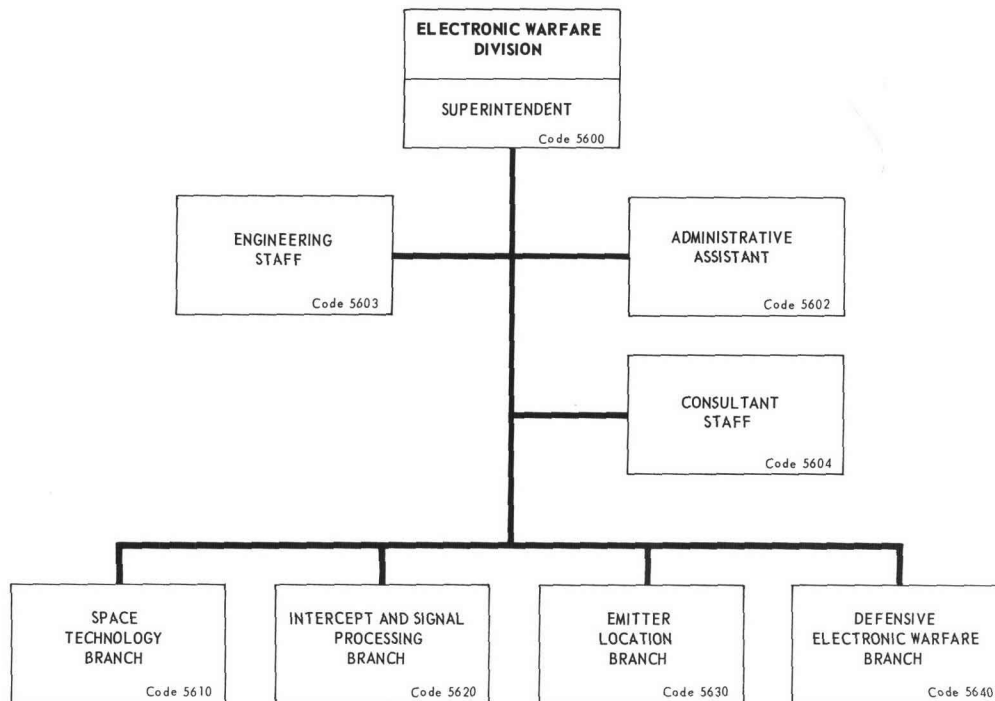 ELECTRONIC WARFARE
DIVISION
SUPERINTENDENT
Code 5600
ENGINEERING
STAFF
Code 5603
ADMINISTRATIVE
ASSISTANT
Code 5602
CONSULTANT
STAFF
Code 5604
SPACE
TECHNOLOGY
BRANCH
Code 5610
INTERCEPT AND SIGNAL
PROCESSING
BRANCH
Code 5620
EMITTER
LOCATION
BRANCH
Code 5630
DEFENSIVE
ELECTRONIC WARFARE
BRANCH
Code 5640